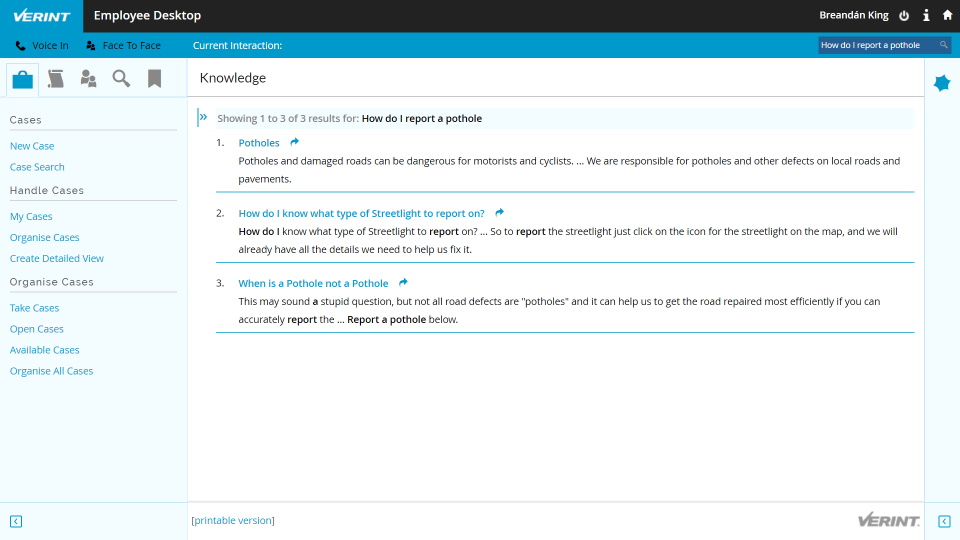 VERINT Employee Desktop Breandán King
Voice In Face To Face Current Interaction: How do I report a pothole
Knowledge
Cases
New Case
Case Search
Handle Cases
My Cases
Organise Cases
Create Detailed View
Organise Cases
Take Cases
Open Cases
Available Cases
Organise All Cases
Showing 1 to 3 of 3 results for: How do I report a pothole
1. Potholes
Potholes and damaged roads can be dangerous for motorists and cyclists. ... We are responsible for potholes and other defects on local roads and
pavements.
2. How do I know what type of Streetlight to report on?
How do I know what type of Streetlight to report on? ... So to report the streetlight just click on the icon for the streetlight on the map, and we will
already have all the details we need to help us fix it.
3. When is a Pothole not a Pothole
This may sound a stupid question, but not all road defects are "potholes" and it can help us to get the road repaired most efficiently if you can
accurately report the ... Report a pothole below.
[printable version] VERINT.